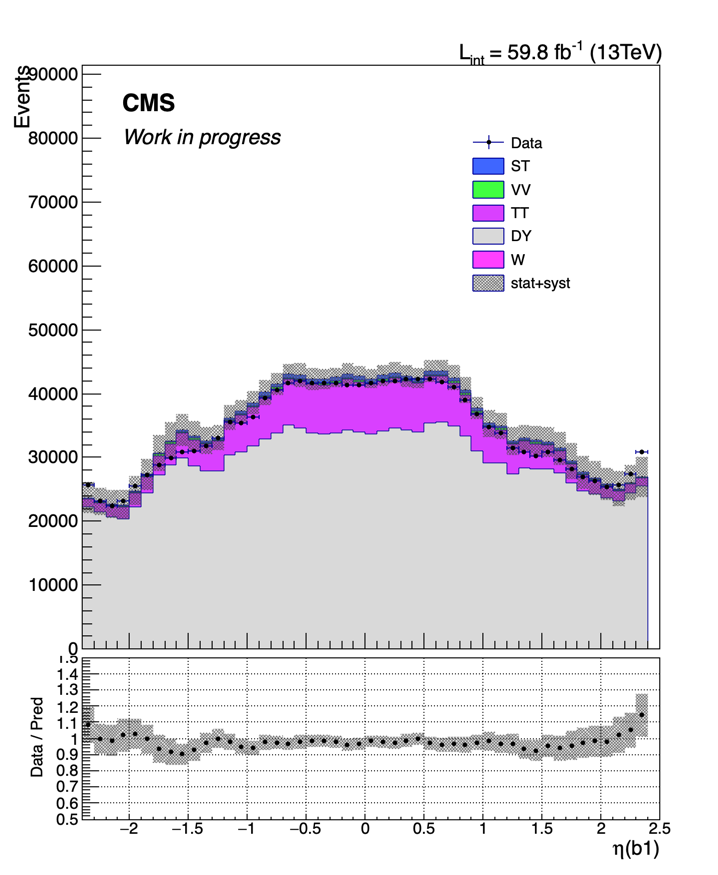 L_int = 59.8 fb⁻¹ (13TeV)
Events
90000
CMS
Work in progress
80000
70000
60000
50000
40000
30000
20000
10000
0
Data
ST
VV
TT
DY
W
stat+syst
Data / Pred
1.5
1.4
1.3
1.2
1.1
1
0.9
0.8
0.7
0.6
0.5
−2 −1.5 −1 −0.5 0 0.5 1 1.5 2 2.5
η(b1)